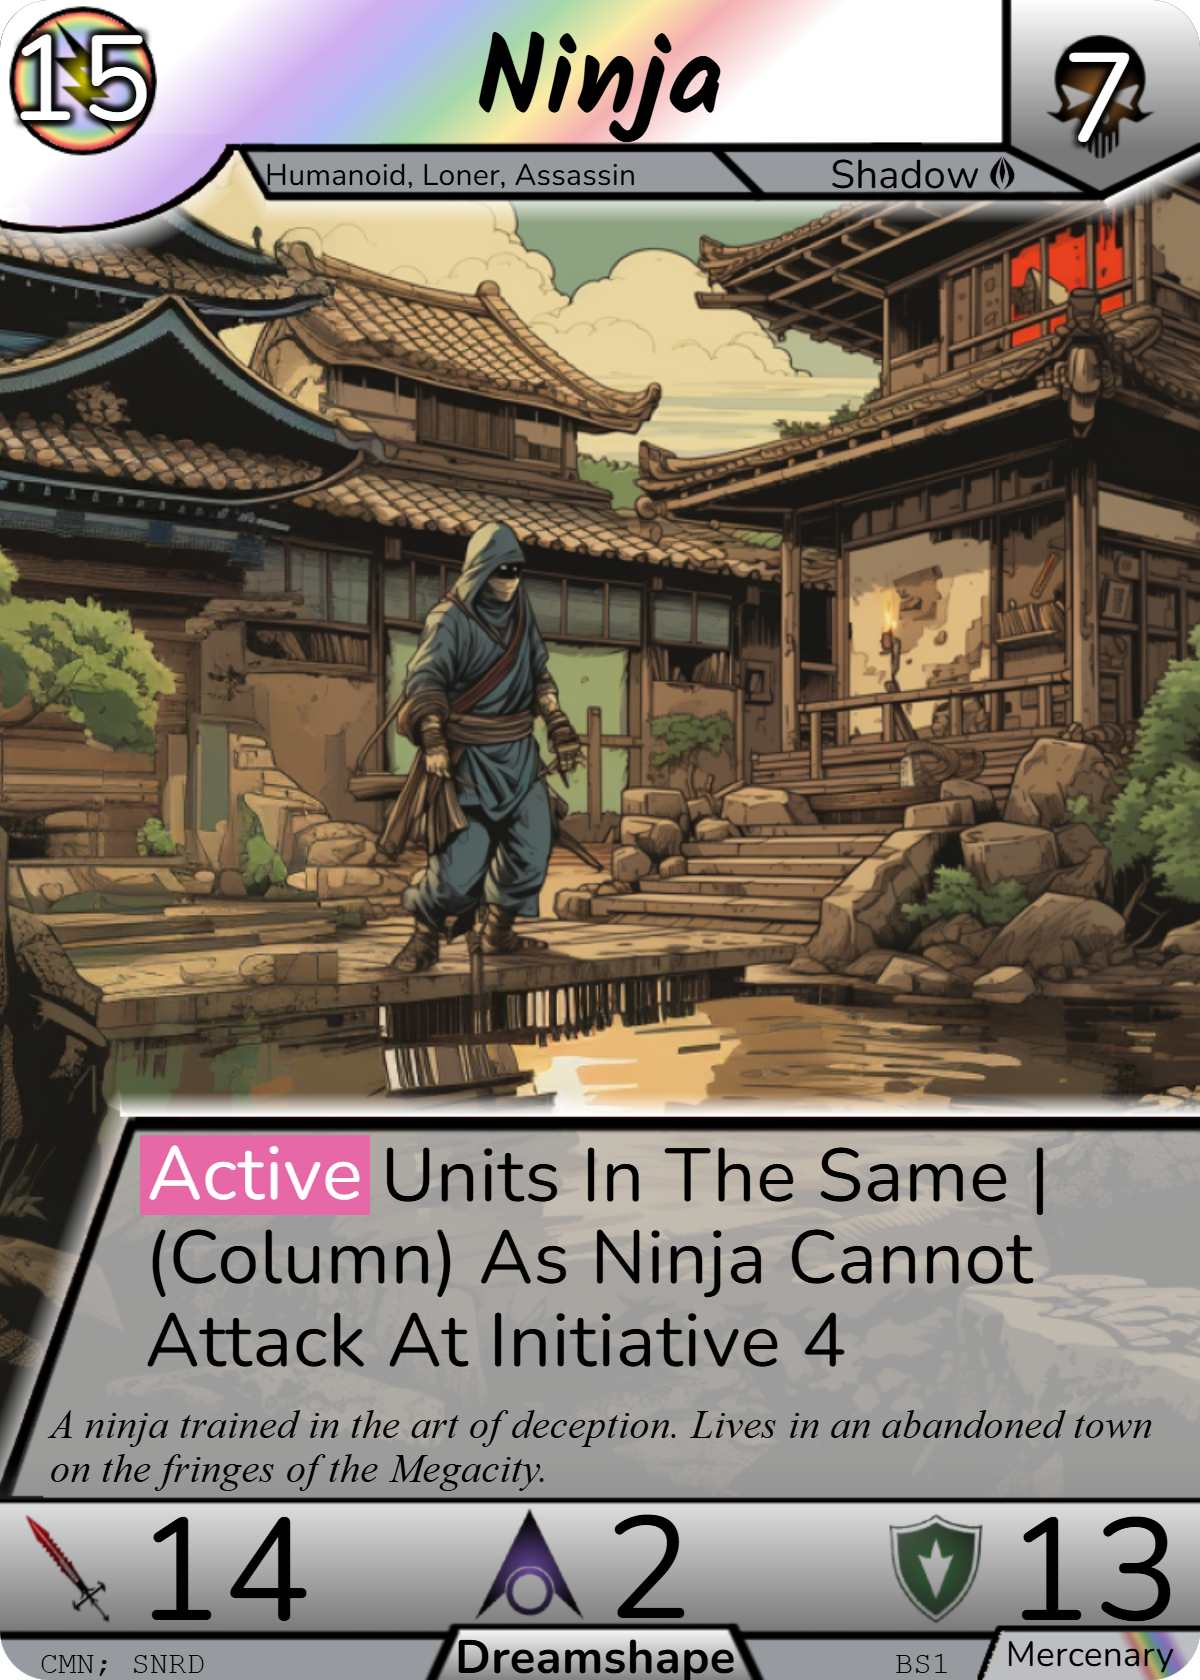 15
Ninja
7
Humanoid, Loner, Assassin
Shadow
Active Units In The Same |
(Column) As Ninja Cannot
Attack At Initiative 4
A ninja trained in the art of deception. Lives in an abandoned town
on the fringes of the Megacity.
14
2
13
CMN; SNRD
Dreamshape
BS1
Mercenary